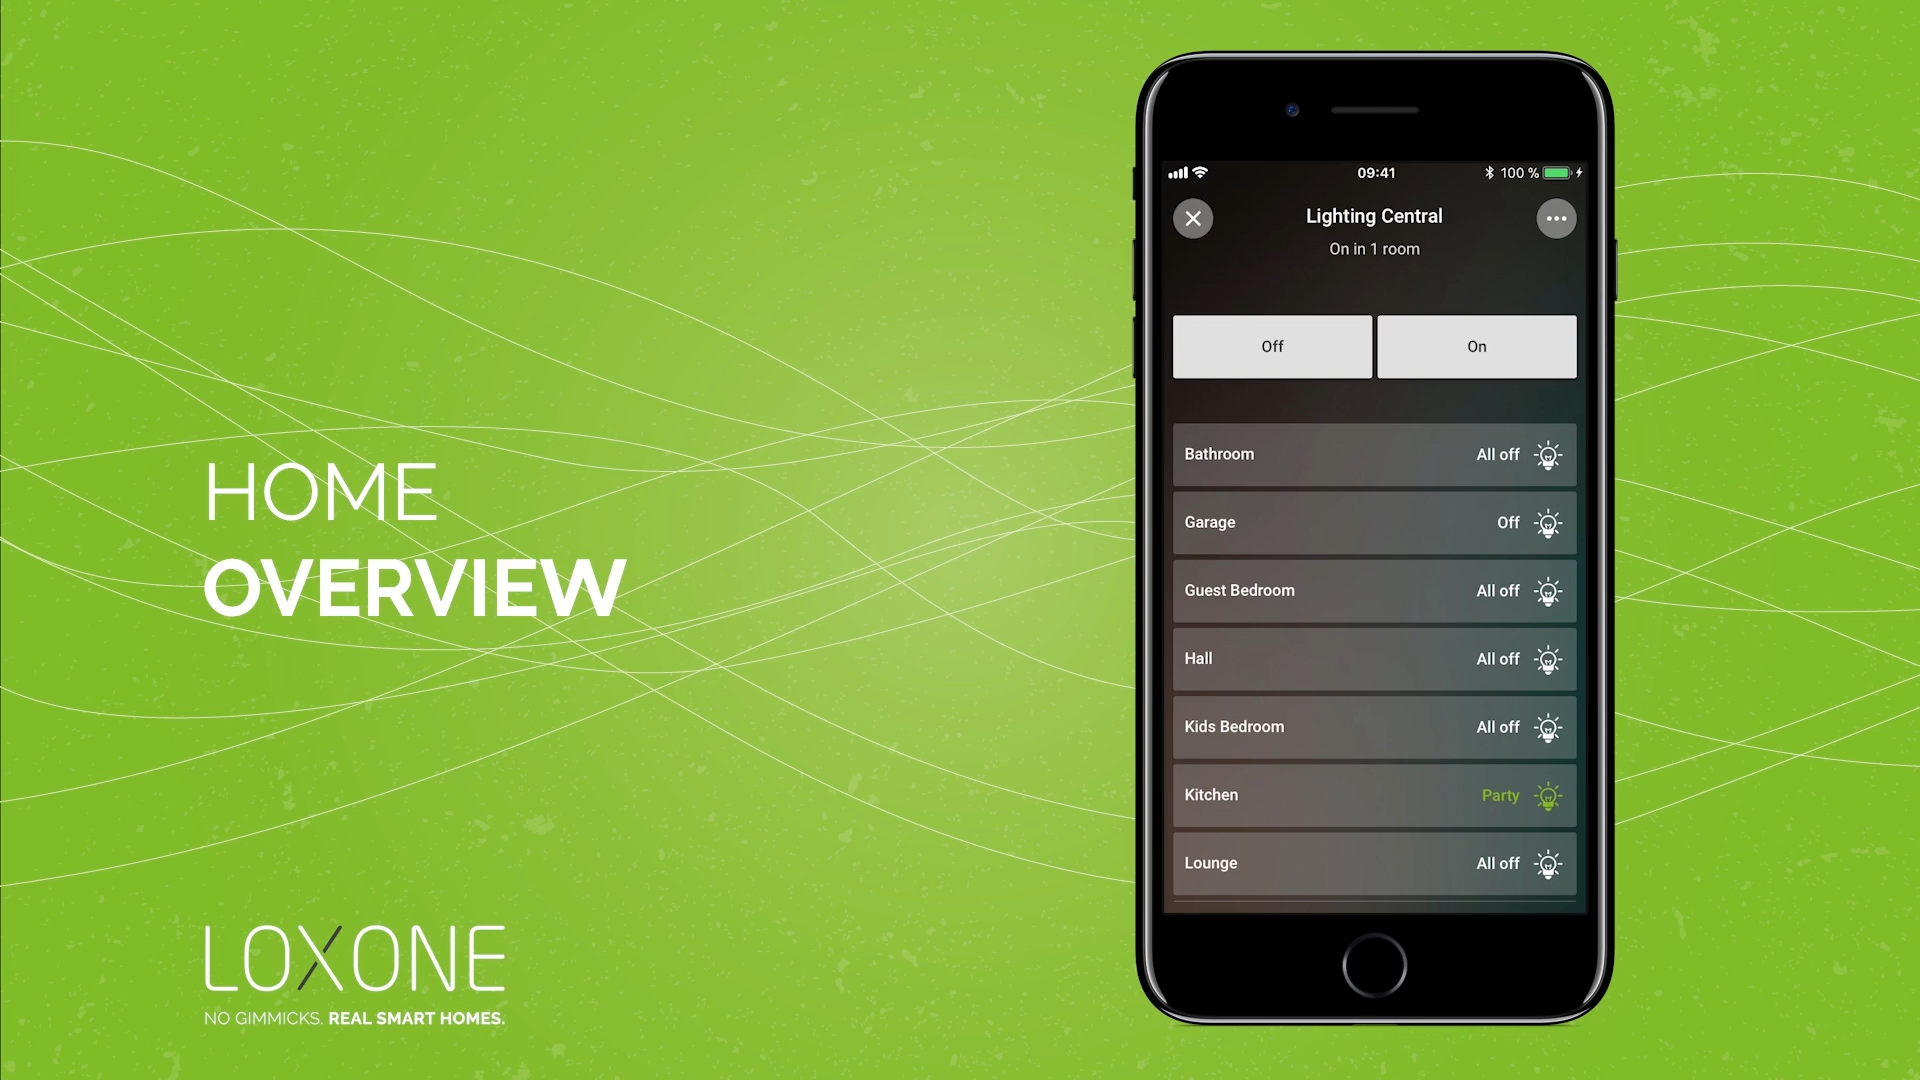 HOME
OVERVIEW
LOXONE
NO GIMMICKS. REAL SMART HOMES.
09:41
100 %
Lighting Central
On in 1 room
Off
On
Bathroom All off
Garage Off
Guest Bedroom All off
Hall All off
Kids Bedroom All off
Kitchen Party
Lounge All off